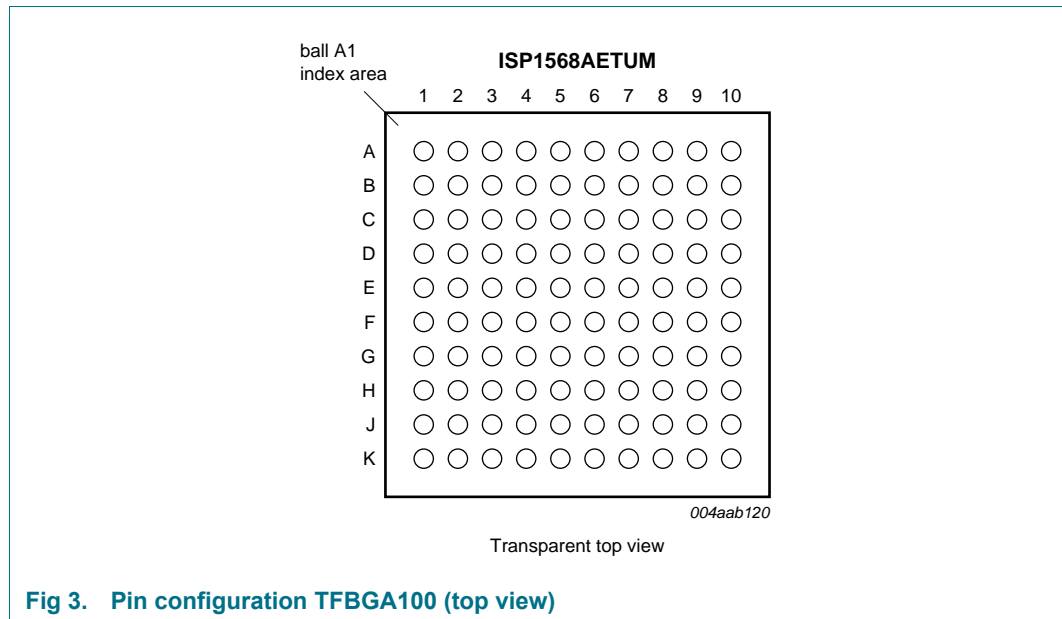 ball A1
index area
ISP1568AETUM
1 2 3 4 5 6 7 8 9 10
A
B
C
D
E
F
G
H
J
K
004aab120
Transparent top view
Fig 3. Pin configuration TFBGA100 (top view)